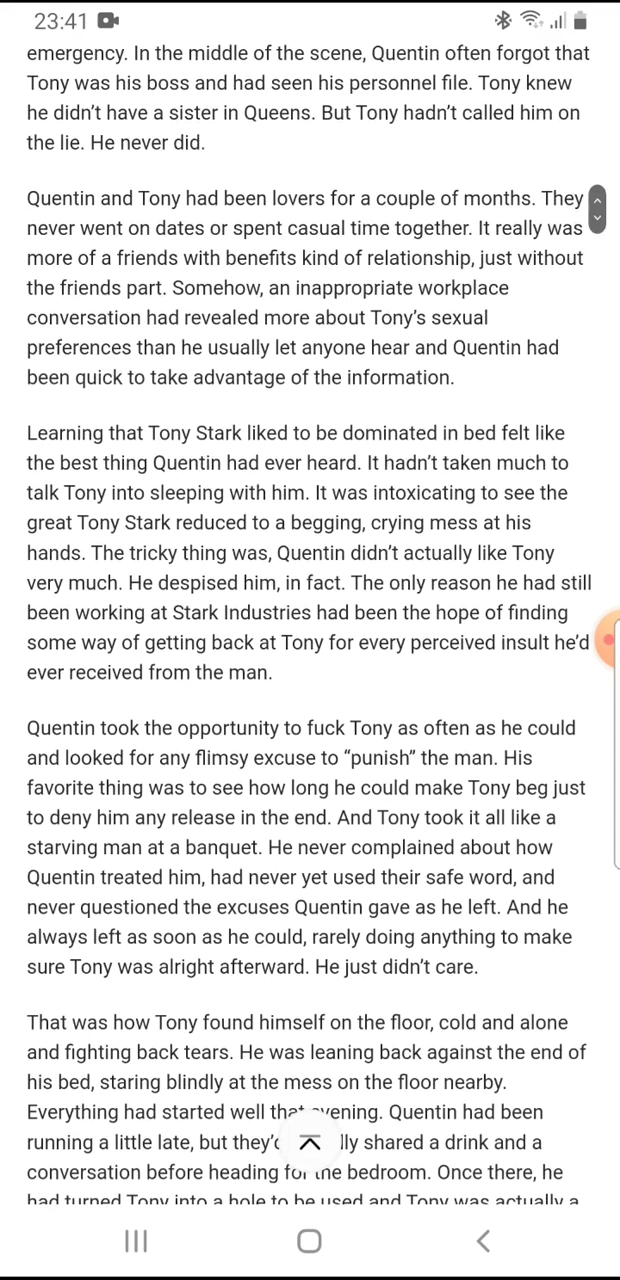 23:41
emergency. In the middle of the scene, Quentin often forgot that
Tony was his boss and had seen his personnel file. Tony knew
he didn’t have a sister in Queens. But Tony hadn’t called him on
the lie. He never did.
Quentin and Tony had been lovers for a couple of months. They
never went on dates or spent casual time together. It really was
more of a friends with benefits kind of relationship, just without
the friends part. Somehow, an inappropriate workplace
conversation had revealed more about Tony’s sexual
preferences than he usually let anyone hear and Quentin had
been quick to take advantage of the information.
Learning that Tony Stark liked to be dominated in bed felt like
the best thing Quentin had ever heard. It hadn’t taken much to
talk Tony into sleeping with him. It was intoxicating to see the
great Tony Stark reduced to a begging, crying mess at his
hands. The tricky thing was, Quentin didn’t actually like Tony
very much. He despised him, in fact. The only reason he had still
been working at Stark Industries had been the hope of finding
some way of getting back at Tony for every perceived insult he’d
ever received from the man.
Quentin took the opportunity to fuck Tony as often as he could
and looked for any flimsy excuse to “punish” the man. His
favorite thing was to see how long he could make Tony beg just
to deny him any release in the end. And Tony took it all like a
starving man at a banquet. He never complained about how
Quentin treated him, had never yet used their safe word, and
never questioned the excuses Quentin gave as he left. And he
always left as soon as he could, rarely doing anything to make
sure Tony was alright afterward. He just didn’t care.
That was how Tony found himself on the floor, cold and alone
and fighting back tears. He was leaning back against the end of
his bed, staring blindly at the mess on the floor nearby.
Everything had started well that evening. Quentin had been
running a little late, but shared a drink and a
conversation before heading for the bedroom. Once there, he
had turned Tony into a hole to be used and Tony was actually a